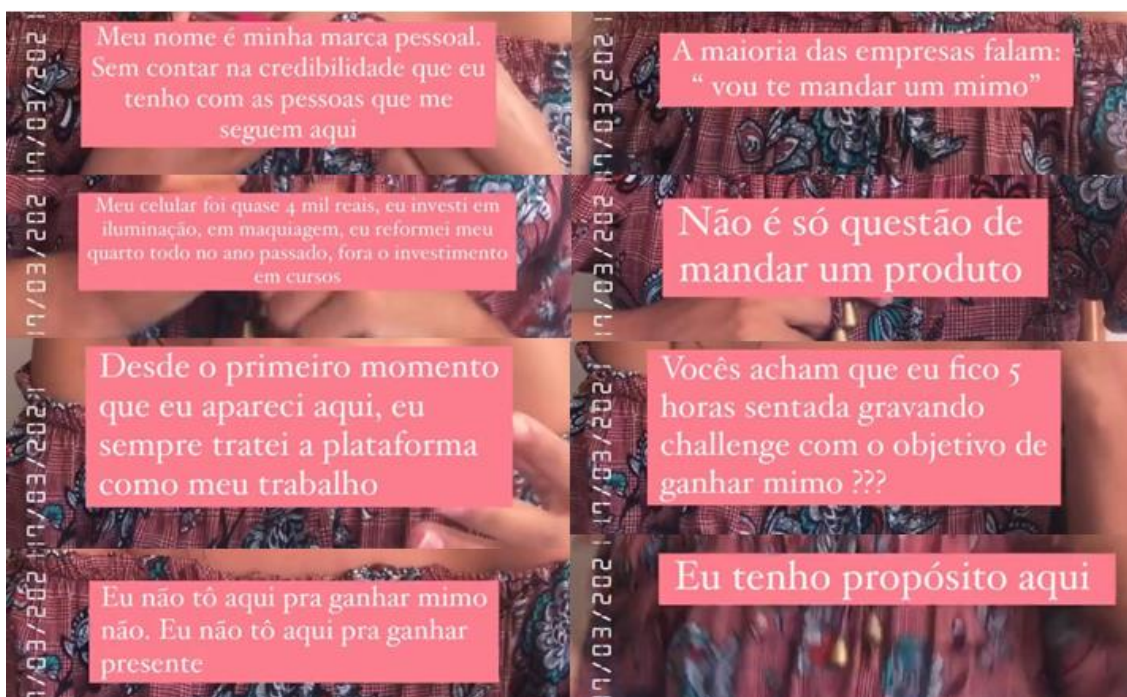 Meu nome é minha marca pessoal.
Sem contar na credibilidade que eu
tenho com as pessoas que me
seguem aqui
A maioria das empresas falam:
“ vou te mandar um mimo”
Meu celular foi quase 4 mil reais, eu investi em
iluminação, em maquiagem, eu reformei meu
quarto todo no ano passado, fora o investimento
em cursos
Não é só questão de
mandar um produto
Desde o primeiro momento
que eu apareci aqui, eu
sempre tratei a plataforma
como meu trabalho
Vocês acham que eu fico 5
horas sentada gravando
challenge com o objetivo de
ganhar mimo ???
Eu não tô aqui pra ganhar mimo
não. Eu não tô aqui pra ganhar
presente
Eu tenho propósito aqui